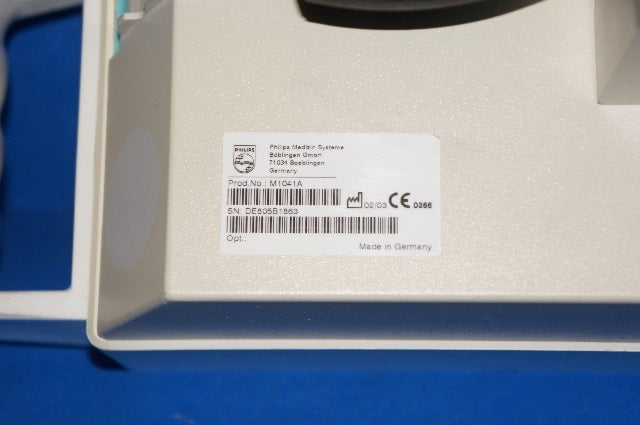 PHILIPS
Philips Medizin Systeme
Böblingen GmbH
71034 Boeblingen
Germany
Prod.No.: M1041A
02/03 CE 0366
SN: DE805B1863
Opt.:
Made in Germany